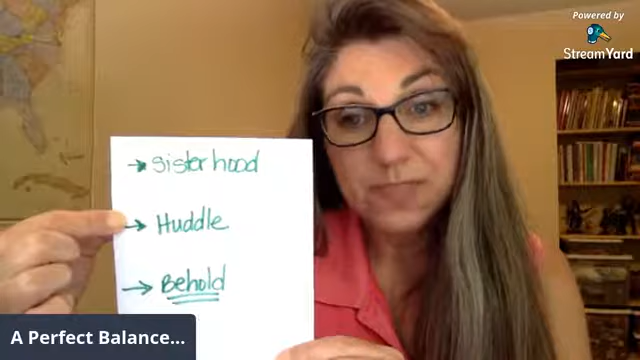 Powered by
StreamYard
→ Sisterhood
→ Huddle
→ Behold
A Perfect Balance...